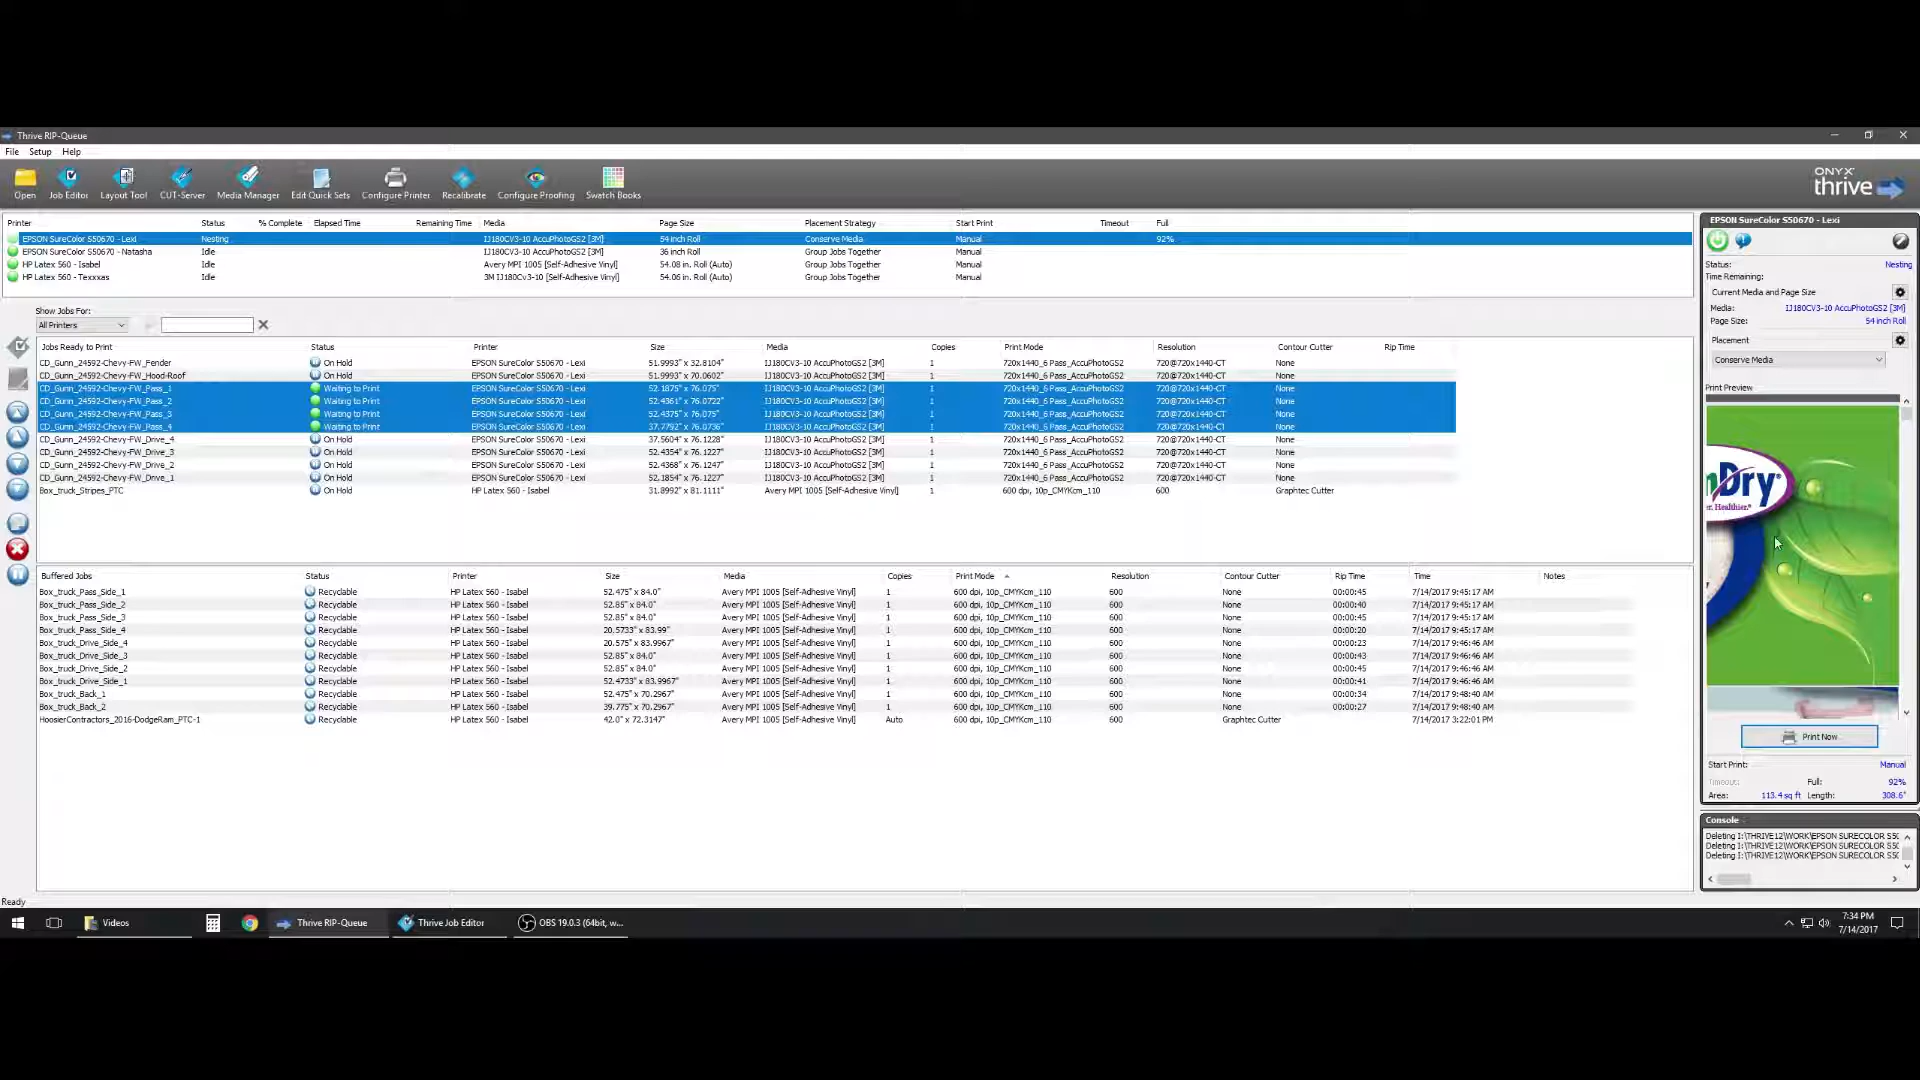 Thrive RIP-Queue
File Setup Help
Open Job Editor Layout Tool CUT-Server Media Manager Edit Quick Sets Configure Printer Recalibrate Configure Proofing Swatch Books
ONYX
thrive
Printer Status % Complete Elapsed Time Remaining Time Media Page Size Placement Strategy Start Print Timeout Full
EPSON SureColor S50670 - Lexi Nesting IJ180CV3-10 AccuPhotoGS2 [3M] 54 inch Roll Conserve Media Manual 92%
EPSON SureColor S50670 - Natasha Idle IJ180CV3-10 AccuPhotoGS2 [3M] 36 inch Roll Group Jobs Together Manual
HP Latex 560 - Isabel Idle Avery MPI 1005 [Self-Adhesive Vinyl] 54.08 in. Roll (Auto) Group Jobs Together Manual
HP Latex 560 - Texxxas Idle 3M IJ180Cv3-10 [Self-Adhesive Vinyl] 54.06 in. Roll (Auto) Group Jobs Together Manual
Show Jobs For:
All Printers
Jobs Ready to Print Status Printer Size Media Copies Print Mode Resolution Contour Cutter Rip Time
CD_Gunn_24592-Chevy-FW_Fender On Hold EPSON SureColor S50670 - Lexi 51.9993" x 32.8104" IJ180CV3-10 AccuPhotoGS2 [3M] 1 720x1440_6 Pass_AccuPhotoGS2 720@720x1440-CT None
CD_Gunn_24592-Chevy-FW_Hood-Roof On Hold EPSON SureColor S50670 - Lexi 51.9993" x 70.0602" IJ180CV3-10 AccuPhotoGS2 [3M] 1 720x1440_6 Pass_AccuPhotoGS2 720@720x1440-CT None
CD_Gunn_24592-Chevy-FW_Pass_1 Waiting to Print EPSON SureColor S50670 - Lexi 52.1875" x 76.075" IJ180CV3-10 AccuPhotoGS2 [3M] 1 720x1440_6 Pass_AccuPhotoGS2 720@720x1440-CT None
CD_Gunn_24592-Chevy-FW_Pass_2 Waiting to Print EPSON SureColor S50670 - Lexi 52.4361" x 76.0722" IJ180CV3-10 AccuPhotoGS2 [3M] 1 720x1440_6 Pass_AccuPhotoGS2 720@720x1440-CT None
CD_Gunn_24592-Chevy-FW_Pass_3 Waiting to Print EPSON SureColor S50670 - Lexi 52.4375" x 76.075" IJ180CV3-10 AccuPhotoGS2 [3M] 1 720x1440_6 Pass_AccuPhotoGS2 720@720x1440-CT None
CD_Gunn_24592-Chevy-FW_Pass_4 Waiting to Print EPSON SureColor S50670 - Lexi 37.7792" x 76.0736" IJ180CV3-10 AccuPhotoGS2 [3M] 1 720x1440_6 Pass_AccuPhotoGS2 720@720x1440-CT None
CD_Gunn_24592-Chevy-FW_Drive_4 On Hold EPSON SureColor S50670 - Lexi 37.5604" x 76.1228" IJ180CV3-10 AccuPhotoGS2 [3M] 1 720x1440_6 Pass_AccuPhotoGS2 720@720x1440-CT None
CD_Gunn_24592-Chevy-FW_Drive_3 On Hold EPSON SureColor S50670 - Lexi 52.4354" x 76.1227" IJ180CV3-10 AccuPhotoGS2 [3M] 1 720x1440_6 Pass_AccuPhotoGS2 720@720x1440-CT None
CD_Gunn_24592-Chevy-FW_Drive_2 On Hold EPSON SureColor S50670 - Lexi 52.4368" x 76.1247" IJ180CV3-10 AccuPhotoGS2 [3M] 1 720x1440_6 Pass_AccuPhotoGS2 720@720x1440-CT None
CD_Gunn_24592-Chevy-FW_Drive_1 On Hold EPSON SureColor S50670 - Lexi 52.1854" x 76.1227" IJ180CV3-10 AccuPhotoGS2 [3M] 1 720x1440_6 Pass_AccuPhotoGS2 720@720x1440-CT None
Box_truck_Stripes_PTC On Hold HP Latex 560 - Isabel 31.8992" x 81.1111" Avery MPI 1005 [Self-Adhesive Vinyl] 1 600 dpi, 10p_CMYKcm_110 600 Graphtec Cutter
Buffered Jobs Status Printer Size Media Copies Print Mode Resolution Contour Cutter Rip Time Time Notes
Box_truck_Pass_Side_1 Recyclable HP Latex 560 - Isabel 52.475" x 84.0" Avery MPI 1005 [Self-Adhesive Vinyl] 1 600 dpi, 10p_CMYKcm_110 600 None 00:00:45 7/14/2017 9:45:17 AM
Box_truck_Pass_Side_2 Recyclable HP Latex 560 - Isabel 52.85" x 84.0" Avery MPI 1005 [Self-Adhesive Vinyl] 1 600 dpi, 10p_CMYKcm_110 600 None 00:00:40 7/14/2017 9:45:17 AM
Box_truck_Pass_Side_3 Recyclable HP Latex 560 - Isabel 52.85" x 84.0" Avery MPI 1005 [Self-Adhesive Vinyl] 1 600 dpi, 10p_CMYKcm_110 600 None 00:00:45 7/14/2017 9:45:17 AM
Box_truck_Pass_Side_4 Recyclable HP Latex 560 - Isabel 20.5733" x 83.99" Avery MPI 1005 [Self-Adhesive Vinyl] 1 600 dpi, 10p_CMYKcm_110 600 None 00:00:20 7/14/2017 9:45:17 AM
Box_truck_Drive_Side_4 Recyclable HP Latex 560 - Isabel 20.575" x 83.9967" Avery MPI 1005 [Self-Adhesive Vinyl] 1 600 dpi, 10p_CMYKcm_110 600 None 00:00:23 7/14/2017 9:46:46 AM
Box_truck_Drive_Side_3 Recyclable HP Latex 560 - Isabel 52.85" x 84.0" Avery MPI 1005 [Self-Adhesive Vinyl] 1 600 dpi, 10p_CMYKcm_110 600 None 00:00:43 7/14/2017 9:46:46 AM
Box_truck_Drive_Side_2 Recyclable HP Latex 560 - Isabel 52.85" x 84.0" Avery MPI 1005 [Self-Adhesive Vinyl] 1 600 dpi, 10p_CMYKcm_110 600 None 00:00:45 7/14/2017 9:46:46 AM
Box_truck_Drive_Side_1 Recyclable HP Latex 560 - Isabel 52.4733" x 83.9967" Avery MPI 1005 [Self-Adhesive Vinyl] 1 600 dpi, 10p_CMYKcm_110 600 None 00:00:41 7/14/2017 9:46:46 AM
Box_truck_Back_1 Recyclable HP Latex 560 - Isabel 52.475" x 70.2967" Avery MPI 1005 [Self-Adhesive Vinyl] 1 600 dpi, 10p_CMYKcm_110 600 None 00:00:34 7/14/2017 9:48:40 AM
Box_truck_Back_2 Recyclable HP Latex 560 - Isabel 39.775" x 70.2967" Avery MPI 1005 [Self-Adhesive Vinyl] 1 600 dpi, 10p_CMYKcm_110 600 None 00:00:27 7/14/2017 9:48:40 AM
HoosierContractors_2016-DodgeRam_PTC-1 Recyclable HP Latex 560 - Isabel 42.0" x 72.3147" Avery MPI 1005 [Self-Adhesive Vinyl] Auto 600 dpi, 10p_CMYKcm_110 600 Graphtec Cutter 7/14/2017 3:22:01 PM
EPSON SureColor S50670 - Lexi
Status: Nesting
Time Remaining:
Current Media and Page Size
Media: IJ180CV3-10 AccuPhotoGS2 [3M]
Page Size: 54 inch Roll
Placement
Conserve Media
Print Preview
nDry
er. Healthier.®
Print Now
Start Print: Manual
Timeout: Full: 92%
Area: 113.4 sq ft Length: 308.6"
Console
Deleting I:\THRIVE12\WORK\EPSON SURECOLOR S50
Deleting I:\THRIVE12\WORK\EPSON SURECOLOR S50
Deleting I:\THRIVE12\WORK\EPSON SURECOLOR S50
Ready
Videos Thrive RIP-Queue Thrive Job Editor OBS 19.0.3 (64bit, w...
7:34 PM
7/14/2017